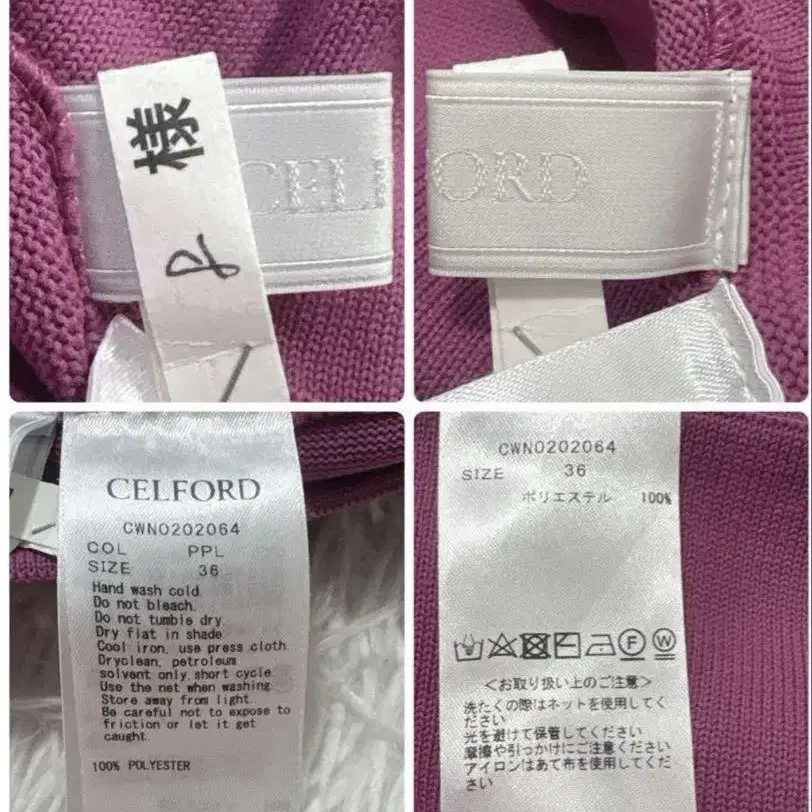 様
P
CELF
ORD
CELFORD
CWN0202064
COL PPL
SIZE 36
Hand wash cold.
Do not bleach.
Do not tumble dry.
Dry flat in shade.
Cool iron, use press cloth.
Dryclean, petroleum
solvent only, short cycle.
Use the net when washing.
Store away from light.
Be careful not to expose to
friction or let it get
caught.
100% POLYESTER
CWN0202064
SIZE 36
ポリエステル 100%
F W
<お取り扱い上のご注意>
洗たくの際はネットを使用してく
ださい
光を避けて保管してください
摩擦や引っかけにご注意ください
アイロンはあて布を使用してくだ
さい